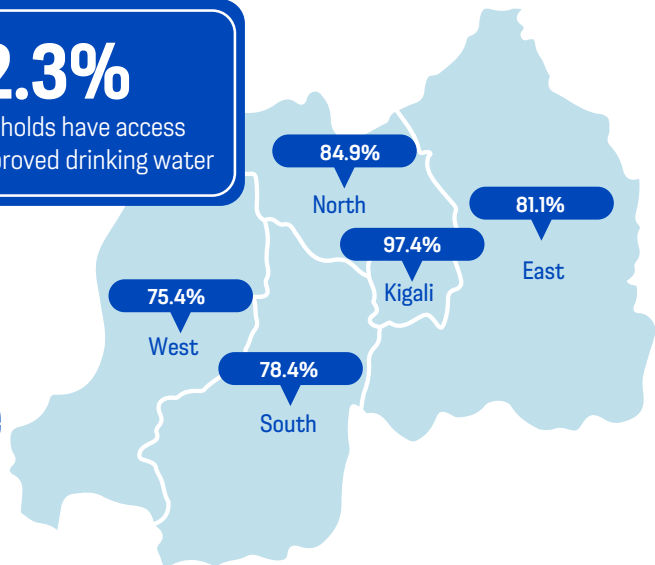 2.3%
holds have access
proved drinking water
84.9%
North
81.1%
East
97.4%
Kigali
75.4%
West
78.4%
South